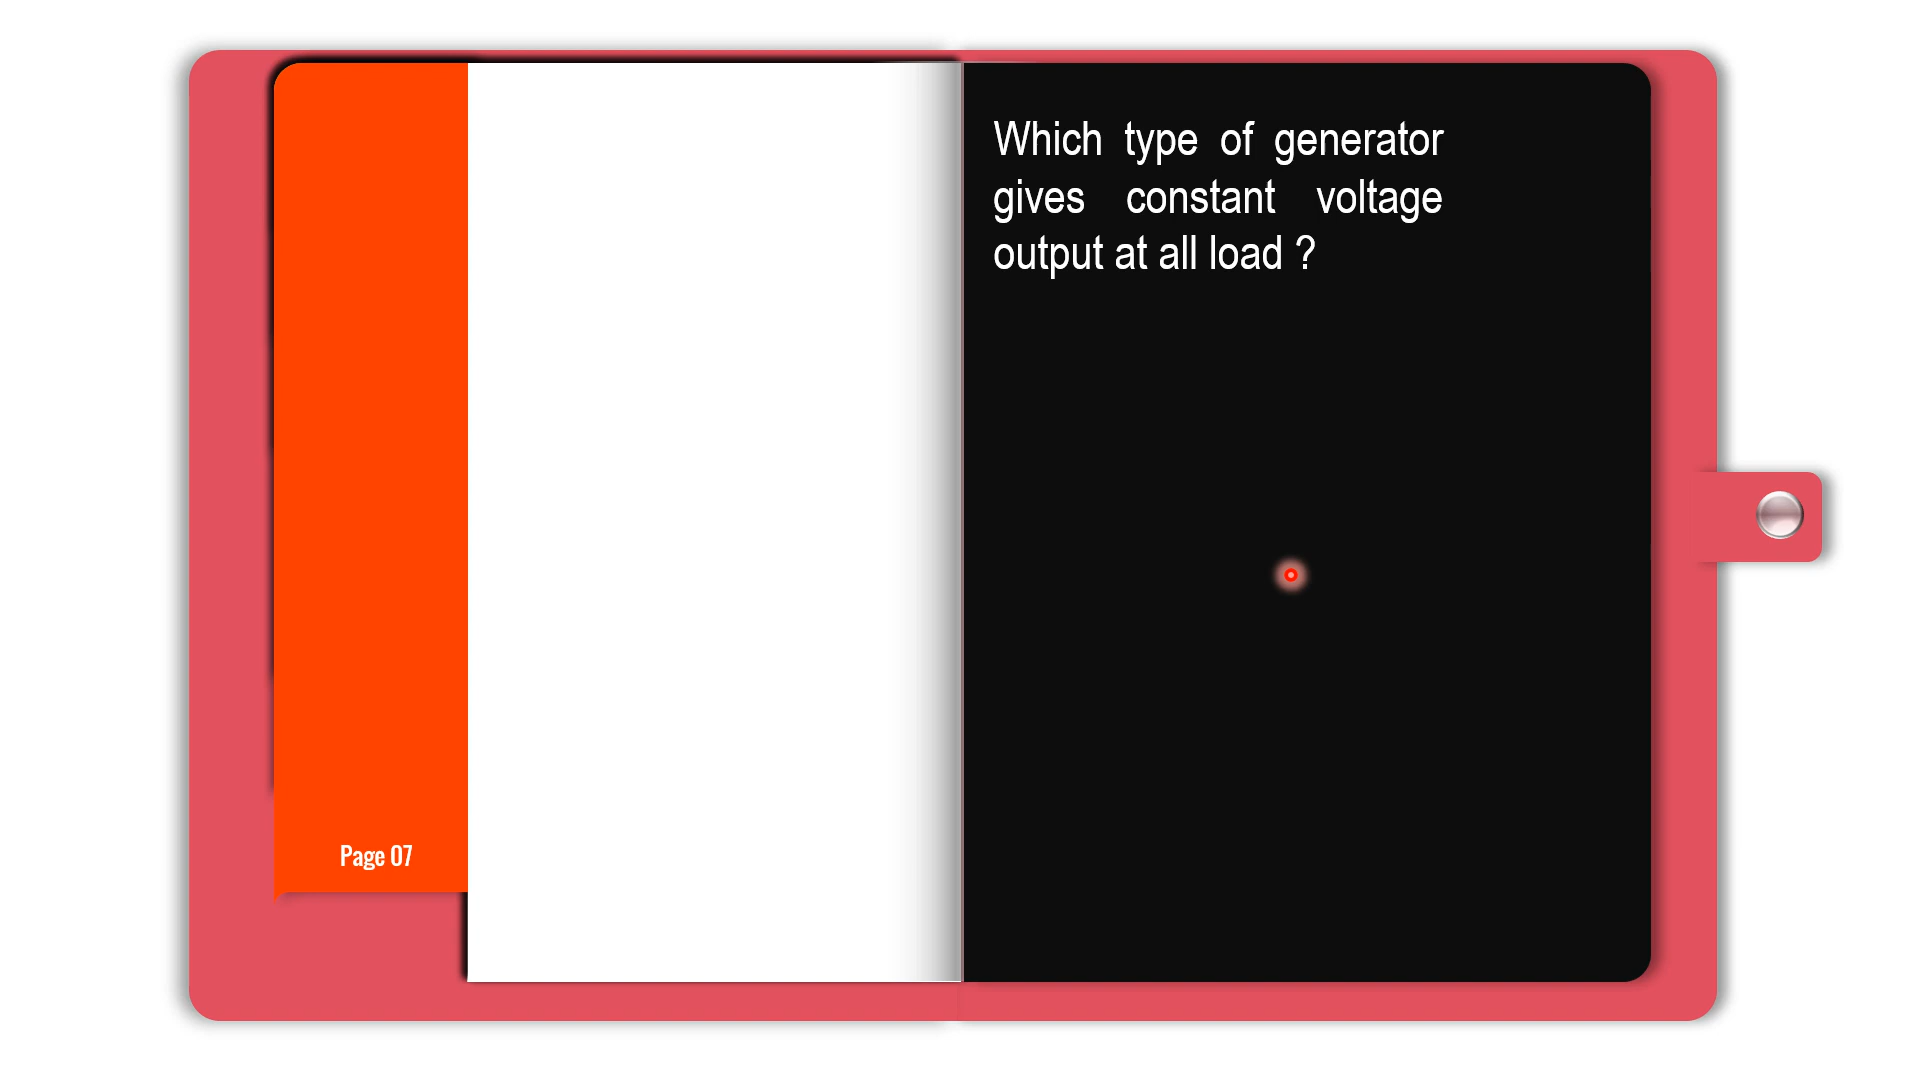 Which type of generator
gives constant voltage
output at all load ?
Page 07